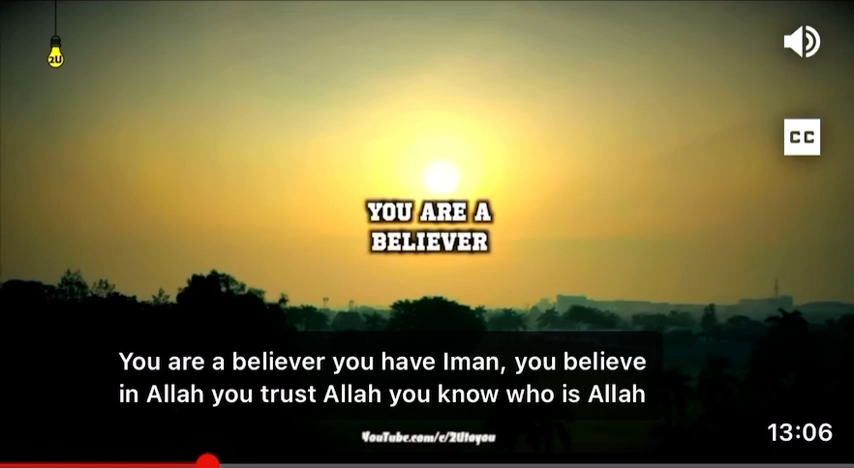 2U
CC
YOU ARE A
BELIEVER
You are a believer you have Iman, you believe
in Allah you trust Allah you know who is Allah
YouTube.com/c/2Utoyou
13:06